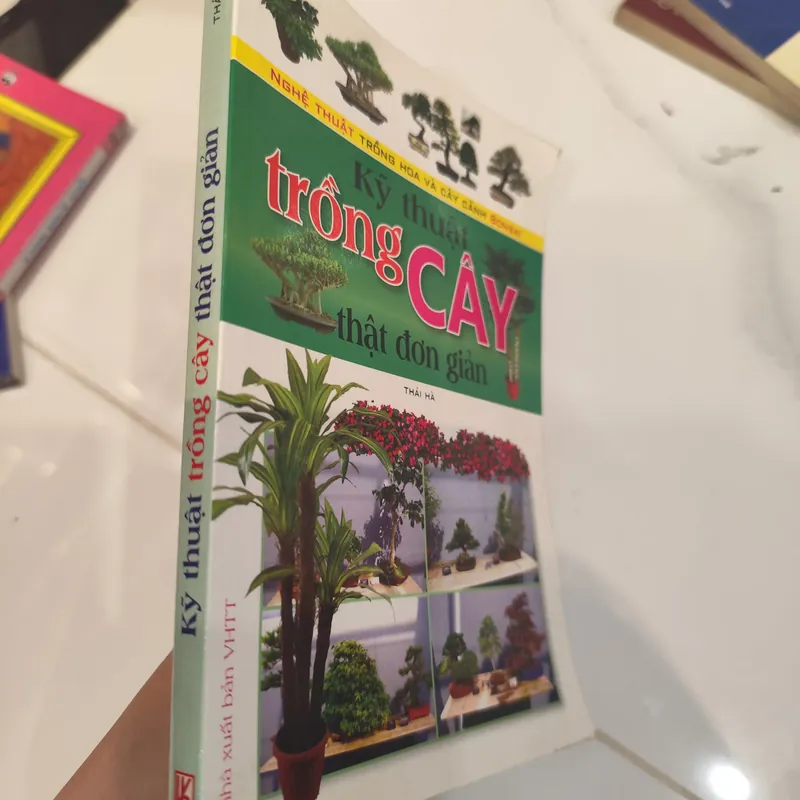 NGHỆ THUẬT TRỒNG HOA VÀ CÂY CẢNH BONSAI
Kỹ thuật
trồng CÂY
thật đơn giản
THÁI HÀ
Kỹ thuật trồng cây thật đơn giản
nhà xuất bản VHTT